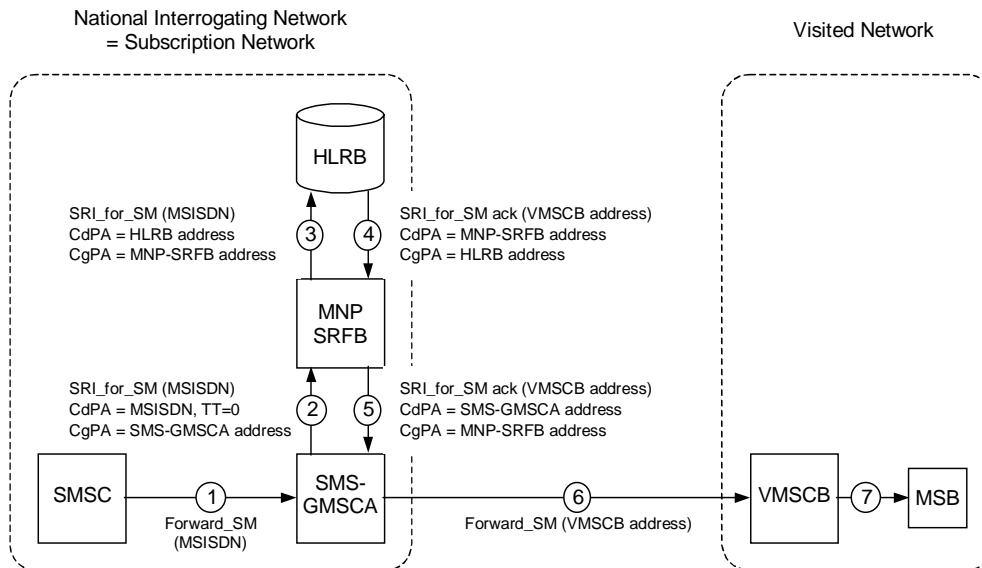 National Interrogating Network
= Subscription Network
Visited Network
HLRB
SRI_for_SM (MSISDN)
CdPA = HLRB address
CgPA = MNP-SRFB address
3
4
SRI_for_SM ack (VMSCB address)
CdPA = MNP-SRFB address
CgPA = HLRB address
MNP
SRFB
SRI_for_SM (MSISDN)
CdPA = MSISDN, TT=0
CgPA = SMS-GMSCA address
2
5
SRI_for_SM ack (VMSCB address)
CdPA = SMS-GMSCA address
CgPA = MNP-SRFB address
SMSC
1
Forward_SM
(MSISDN)
SMS-
GMSCA
6
Forward_SM (VMSCB address)
VMSCB
7
MSB